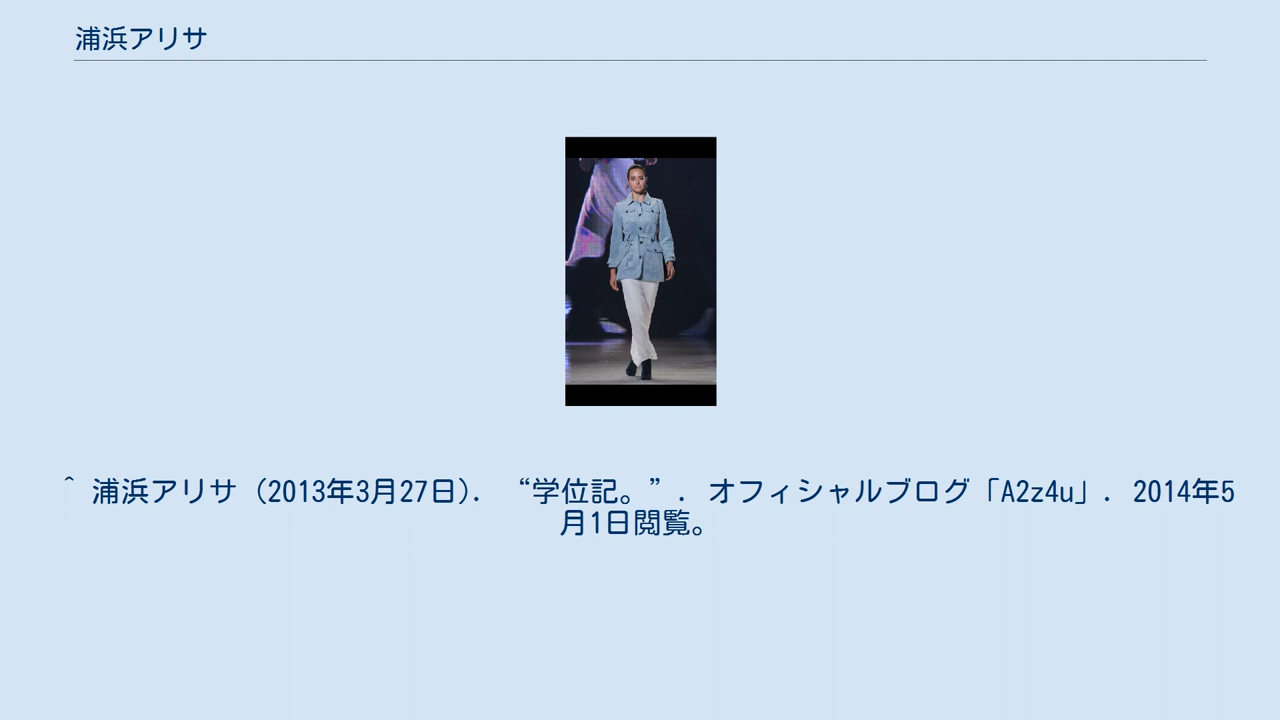 浦浜アリサ
^ 浦浜アリサ (2013年3月27日). “学位記。”. オフィシャルブログ「A2z4u」. 2014年5
月1日閲覧。